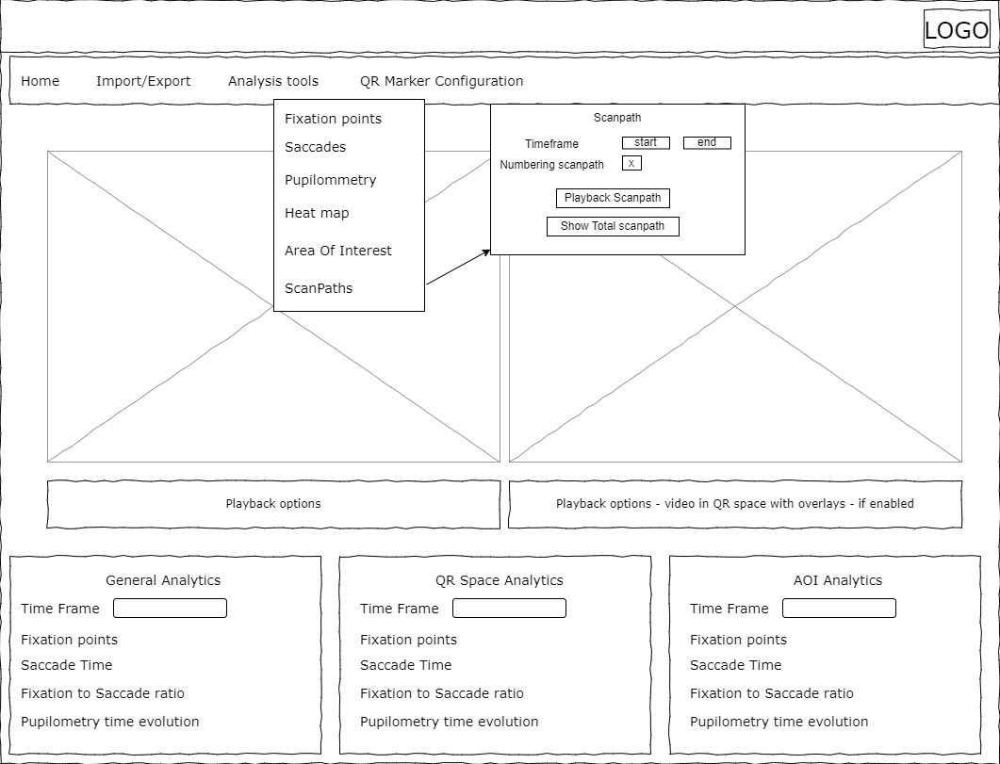 LOGO
Home Import/Export Analysis tools QR Marker Configuration
Fixation points
Saccades
Pupilommetry
Heat map
Area Of Interest
ScanPaths
Scanpath
Timeframe start end
Numbering scanpath X
Playback Scanpath
Show Total scanpath
Playback options
Playback options - video in QR space with overlays - if enabled
General Analytics
Time Frame
Fixation points
Saccade Time
Fixation to Saccade ratio
Pupilometry time evolution
QR Space Analytics
Time Frame
Fixation points
Saccade Time
Fixation to Saccade ratio
Pupilometry time evolution
AOI Analytics
Time Frame
Fixation points
Saccade Time
Fixation to Saccade ratio
Pupilometry time evolution